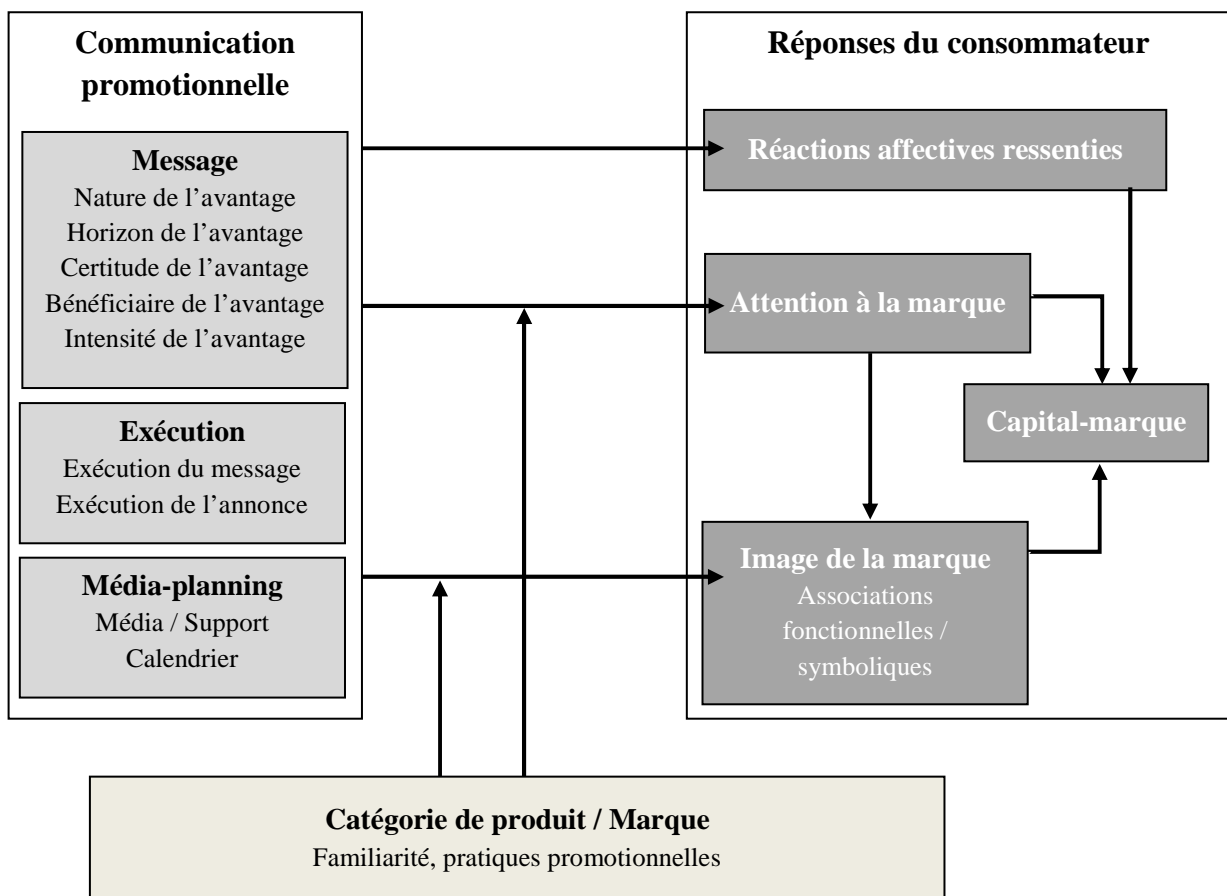 Communication
promotionnelle
Message
Nature de l’avantage
Horizon de l’avantage
Certitude de l’avantage
Bénéficiaire de l’avantage
Intensité de l’avantage
Exécution
Exécution du message
Exécution de l’annonce
Média-planning
Média / Support
Calendrier
Réponses du consommateur
Réactions affectives ressenties
Attention à la marque
Capital-marque
Image de la marque
Associations
fonctionnelles /
symboliques
Catégorie de produit / Marque
Familiarité, pratiques promotionnelles